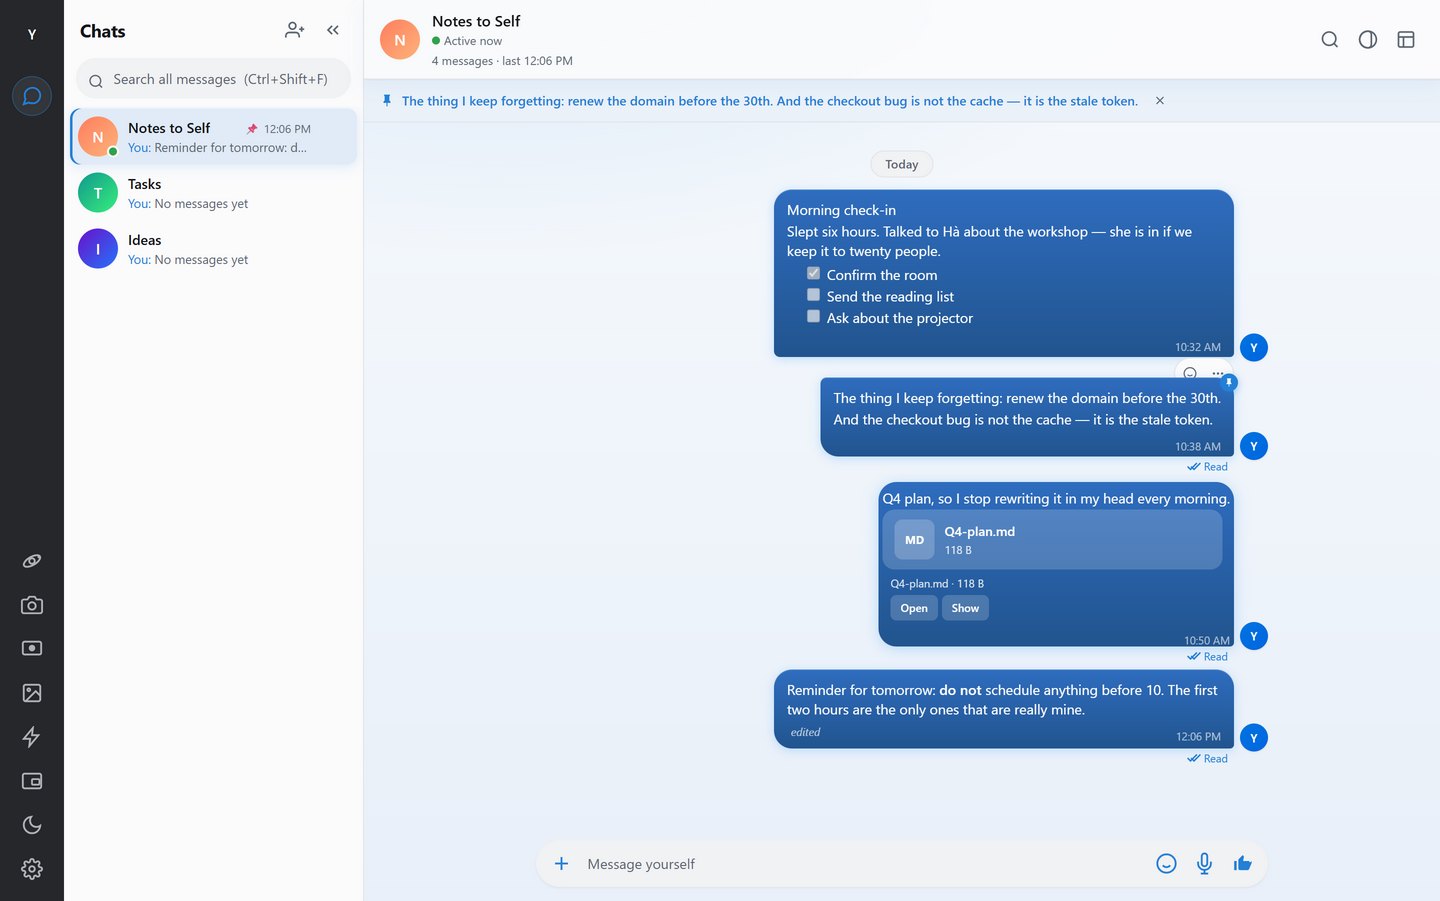 Y
Chats
Search all messages (Ctrl+Shift+F)
N
Notes to Self
12:06 PM
You: Reminder for tomorrow: d...
T
Tasks
You: No messages yet
I
Ideas
You: No messages yet
N
Notes to Self
Active now
4 messages · last 12:06 PM
The thing I keep forgetting: renew the domain before the 30th. And the checkout bug is not the cache — it is the stale token.
Today
Morning check-in
Slept six hours. Talked to Hà about the workshop — she is in if we
keep it to twenty people.
Confirm the room
Send the reading list
Ask about the projector
10:32 AM
Y
The thing I keep forgetting: renew the domain before the 30th.
And the checkout bug is not the cache — it is the stale token.
10:38 AM
Y
Read
Q4 plan, so I stop rewriting it in my head every morning.
MD
Q4-plan.md
118 B
Q4-plan.md · 118 B
Open
Show
10:50 AM
Y
Read
Reminder for tomorrow: do not schedule anything before 10. The first
two hours are the only ones that are really mine.
edited
12:06 PM
Y
Read
Message yourself